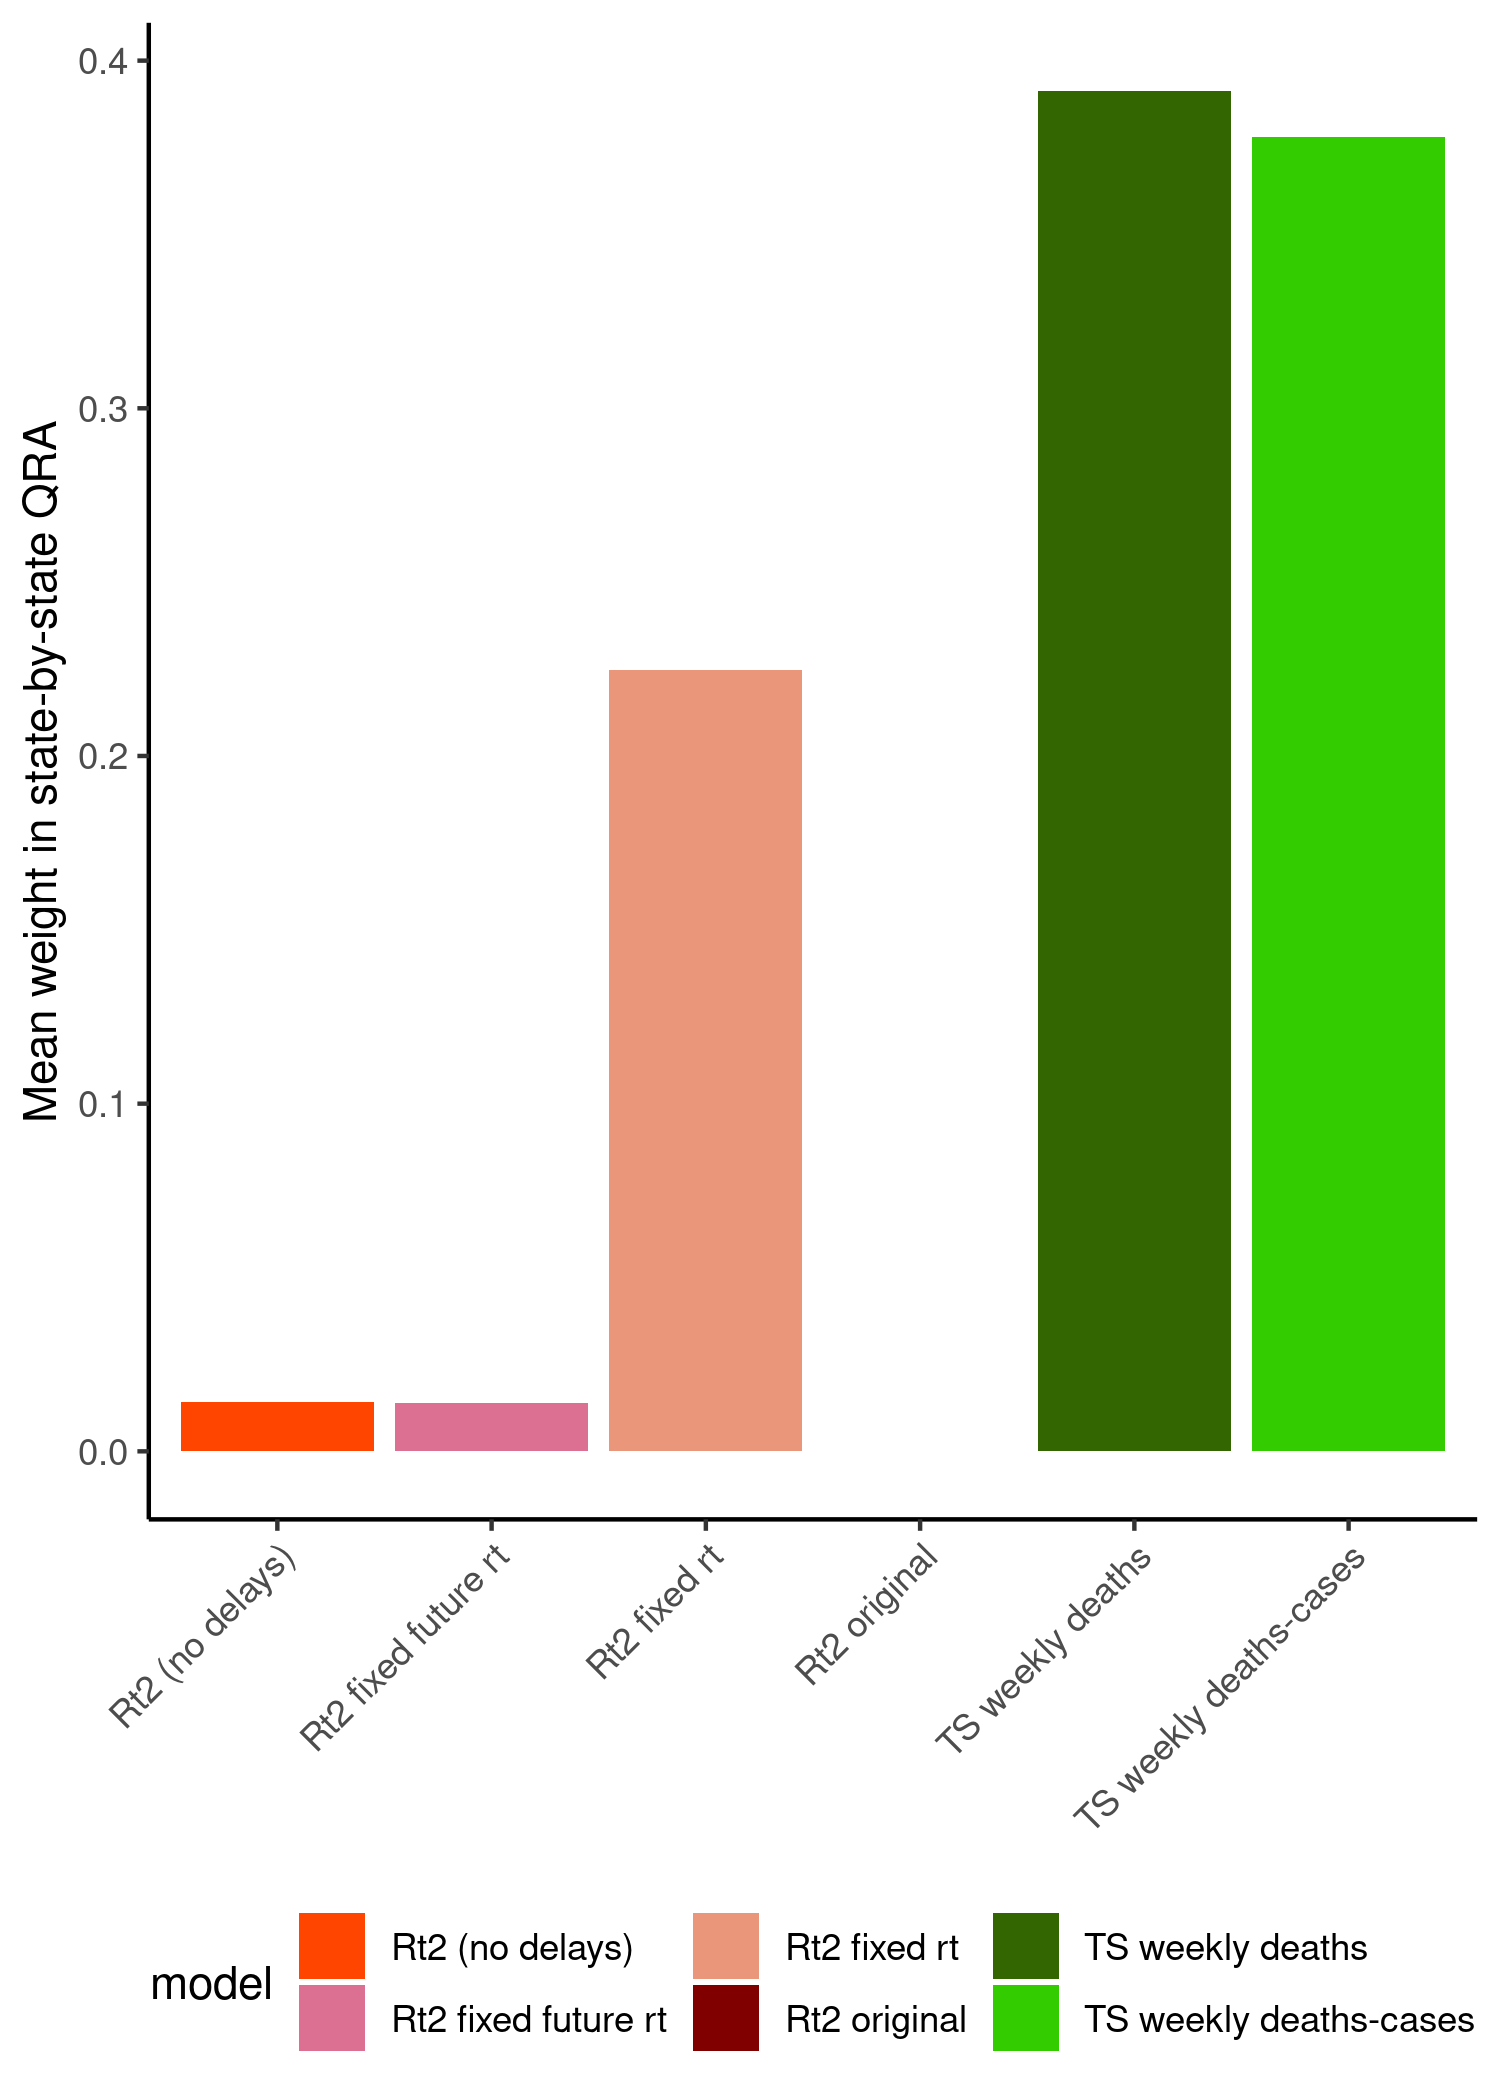 Mean weight in state-by-state QRA
0.4
0.3
0.2
0.1
0.0
Rt2 (no delays)
Rt2 fixed future rt
Rt2 fixed rt
Rt2 original
TS weekly deaths
TS weekly deaths-cases
model
Rt2 (no delays)
Rt2 fixed future rt
Rt2 fixed rt
Rt2 original
TS weekly deaths
TS weekly deaths-cases